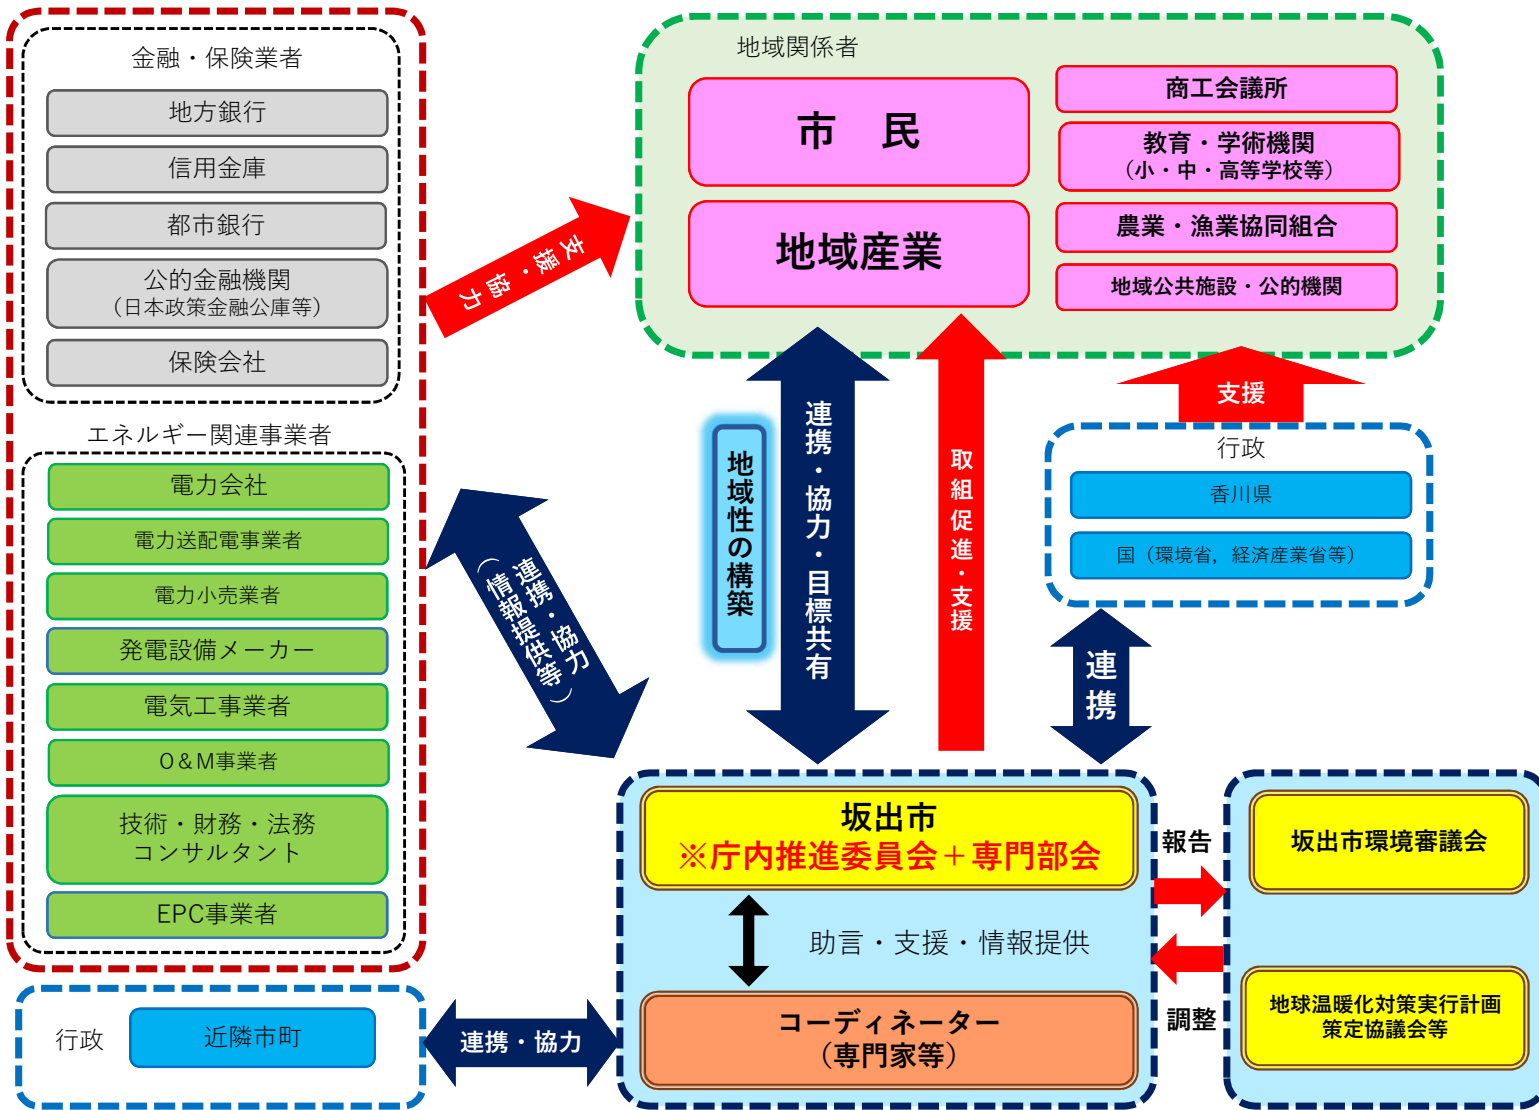 金融・保険業者
地方銀行
信用金庫
都市銀行
公的金融機関
（日本政策金融公庫等）
保険会社
エネルギー関連事業者
電力会社
電力送配電事業者
電力小売業者
発電設備メーカー
電気工事業者
O＆M事業者
技術・財務・法務
コンサルタント
EPC事業者
行政
近隣市町
支援・協力
連携・協力
（情報提供等）
連携・協力
地域関係者
市　民
地域産業
商工会議所
教育・学術機関
（小・中・高等学校等）
農業・漁業協同組合
地域公共施設・公的機関
地域性の構築
連携・協力・目標共有
取組促進・支援
支援
行政
香川県
国（環境省，経済産業省等）
連携
坂出市
※庁内推進委員会＋専門部会
助言・支援・情報提供
コーディネーター
（専門家等）
報告
調整
坂出市環境審議会
地球温暖化対策実行計画
策定協議会等